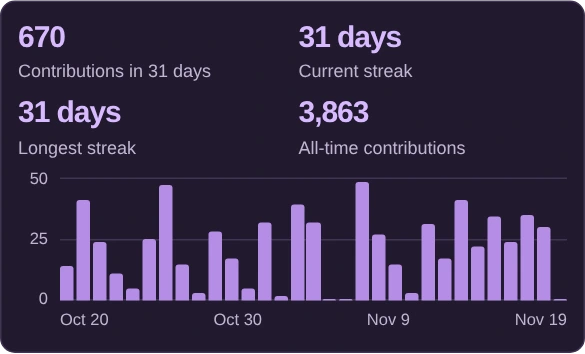 670
Contributions in 31 days
31 days
Current streak
31 days
Longest streak
3,863
All-time contributions
50
25
0
Oct 20
Oct 30
Nov 9
Nov 19